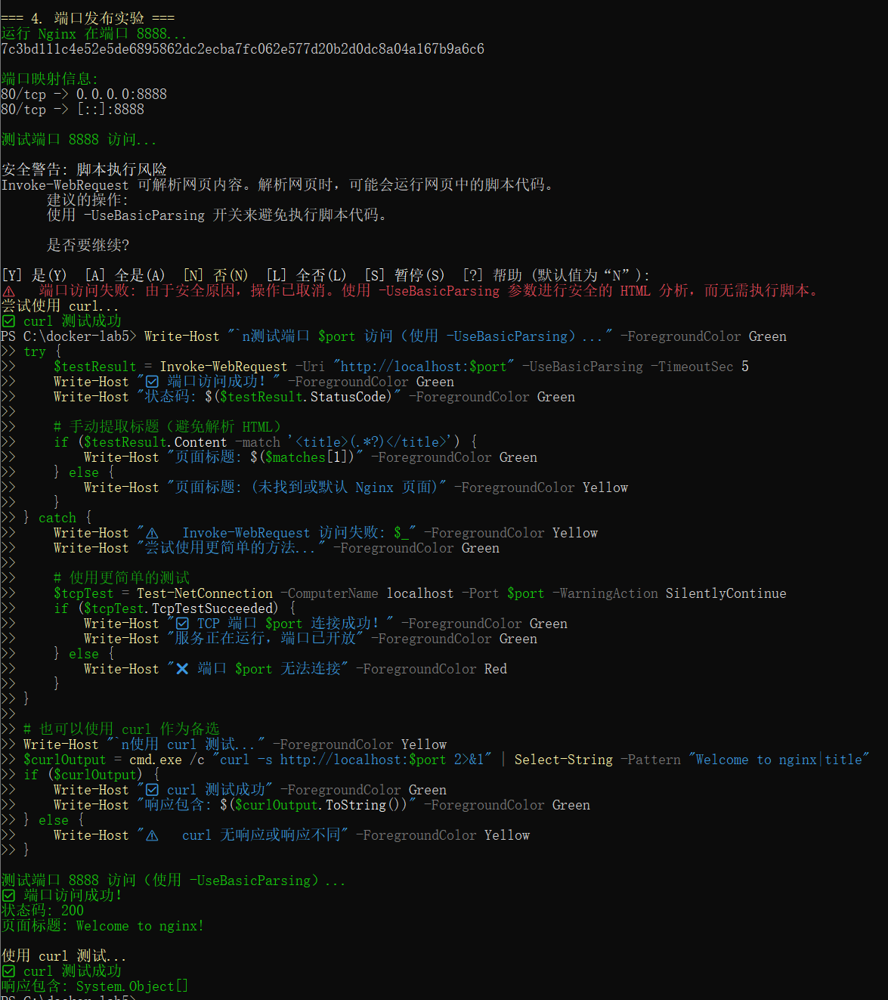 === 4. 端口发布实验 ===
运行 Nginx 在端口 8888...
7c3bd111c4e52e5de6895862dc2ecba7fc062e577d20b2d0dc8a04a167b9a6c6
端口映射信息:
80/tcp -> 0.0.0.0:8888
80/tcp -> [::]:8888
测试端口 8888 访问...
安全警告: 脚本执行风险
Invoke-WebRequest 可解析网页内容。解析网页时，可能会运行网页中的脚本代码。
建议的操作:
使用 -UseBasicParsing 开关来避免执行脚本代码。
是否要继续?
[Y] 是(Y)  [A] 全是(A)  [N] 否(N)  [L] 全否(L)  [S] 暂停(S)  [?] 帮助 (默认值为“N”):
⚠️  端口访问失败: 由于安全原因，操作已取消。使用 -UseBasicParsing 参数进行安全的 HTML 分析，而无需执行脚本。
尝试使用 curl...
✅ curl 测试成功
PS C:\docker-lab5> Write-Host "`n测试端口 $port 访问（使用 -UseBasicParsing）..." -ForegroundColor Green
>> try {
>>     $testResult = Invoke-WebRequest -Uri "http://localhost:$port" -UseBasicParsing -TimeoutSec 5
>>     Write-Host "✅ 端口访问成功！" -ForegroundColor Green
>>     Write-Host "状态码: $($testResult.StatusCode)" -ForegroundColor Green
>>
>>     # 手动提取标题（避免解析 HTML）
>>     if ($testResult.Content -match '<title>(.*?)</title>') {
>>         Write-Host "页面标题: $($matches[1])" -ForegroundColor Green
>>     } else {
>>         Write-Host "页面标题: (未找到或默认 Nginx 页面)" -ForegroundColor Yellow
>>     }
>> } catch {
>>     Write-Host "⚠️  Invoke-WebRequest 访问失败: $_" -ForegroundColor Yellow
>>     Write-Host "尝试使用更简单的方法..." -ForegroundColor Green
>>
>>     # 使用更简单的测试
>>     $tcpTest = Test-NetConnection -ComputerName localhost -Port $port -WarningAction SilentlyContinue
>>     if ($tcpTest.TcpTestSucceeded) {
>>         Write-Host "✅ TCP 端口 $port 连接成功！" -ForegroundColor Green
>>         Write-Host "服务正在运行，端口已开放" -ForegroundColor Green
>>     } else {
>>         Write-Host "❌ 端口 $port 无法连接" -ForegroundColor Red
>>     }
>> }
>>
>> # 也可以使用 curl 作为备选
>> Write-Host "`n使用 curl 测试..." -ForegroundColor Yellow
>> $curlOutput = cmd.exe /c "curl -s http://localhost:$port 2>&1" | Select-String -Pattern "Welcome to nginx|title"
>> if ($curlOutput) {
>>     Write-Host "✅ curl 测试成功" -ForegroundColor Green
>>     Write-Host "响应包含: $($curlOutput.ToString())" -ForegroundColor Green
>> } else {
>>     Write-Host "⚠️  curl 无响应或响应不同" -ForegroundColor Yellow
>> }
测试端口 8888 访问（使用 -UseBasicParsing）...
✅ 端口访问成功！
状态码: 200
页面标题: Welcome to nginx!
使用 curl 测试...
✅ curl 测试成功
响应包含: System.Object[]
PS C:\docker-lab5>